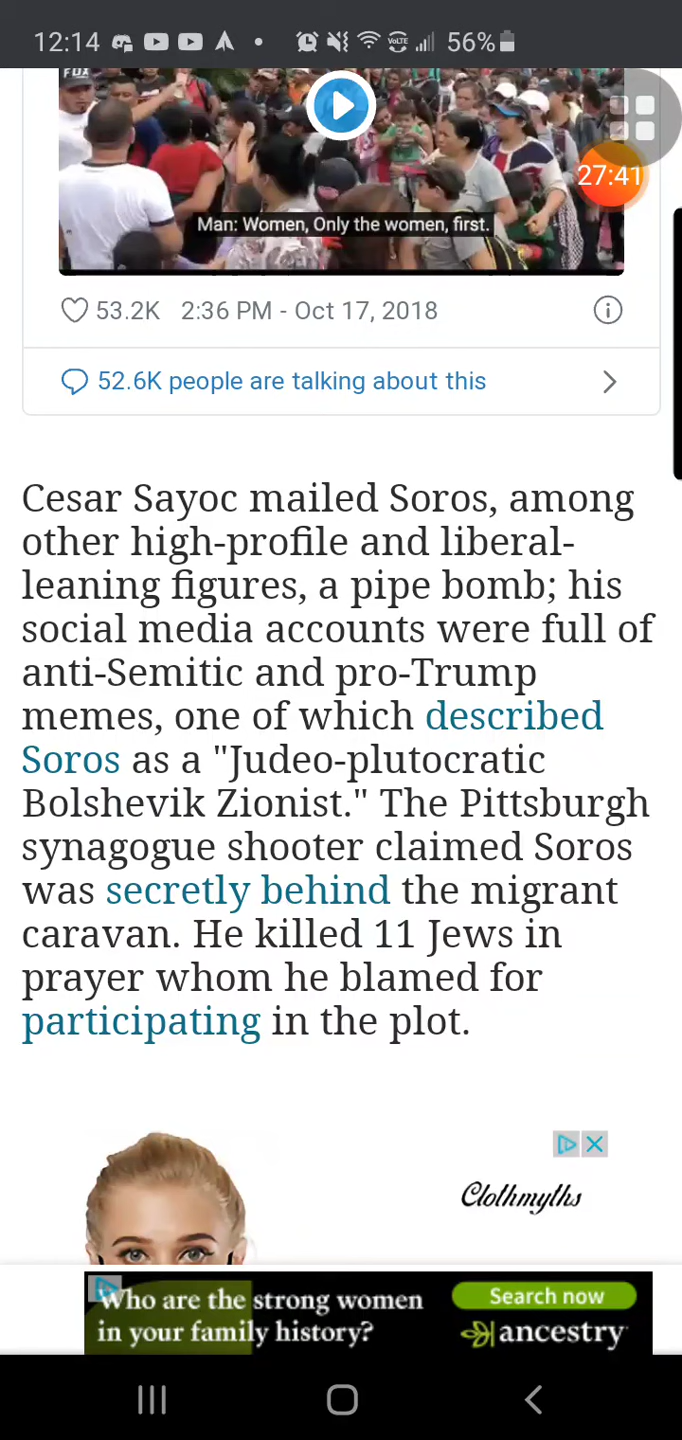 12:14
VoLTE
56%
FOX
27:41
Man: Women, Only the women, first.
53.2K 2:36 PM - Oct 17, 2018
52.6K people are talking about this
Cesar Sayoc mailed Soros, among
other high-profile and liberal-
leaning figures, a pipe bomb; his
social media accounts were full of
anti-Semitic and pro-Trump
memes, one of which described
Soros as a "Judeo-plutocratic
Bolshevik Zionist." The Pittsburgh
synagogue shooter claimed Soros
was secretly behind the migrant
caravan. He killed 11 Jews in
prayer whom he blamed for
participating in the plot.
Clothmyths
Who are the strong women
in your family history?
Search now
ancestry